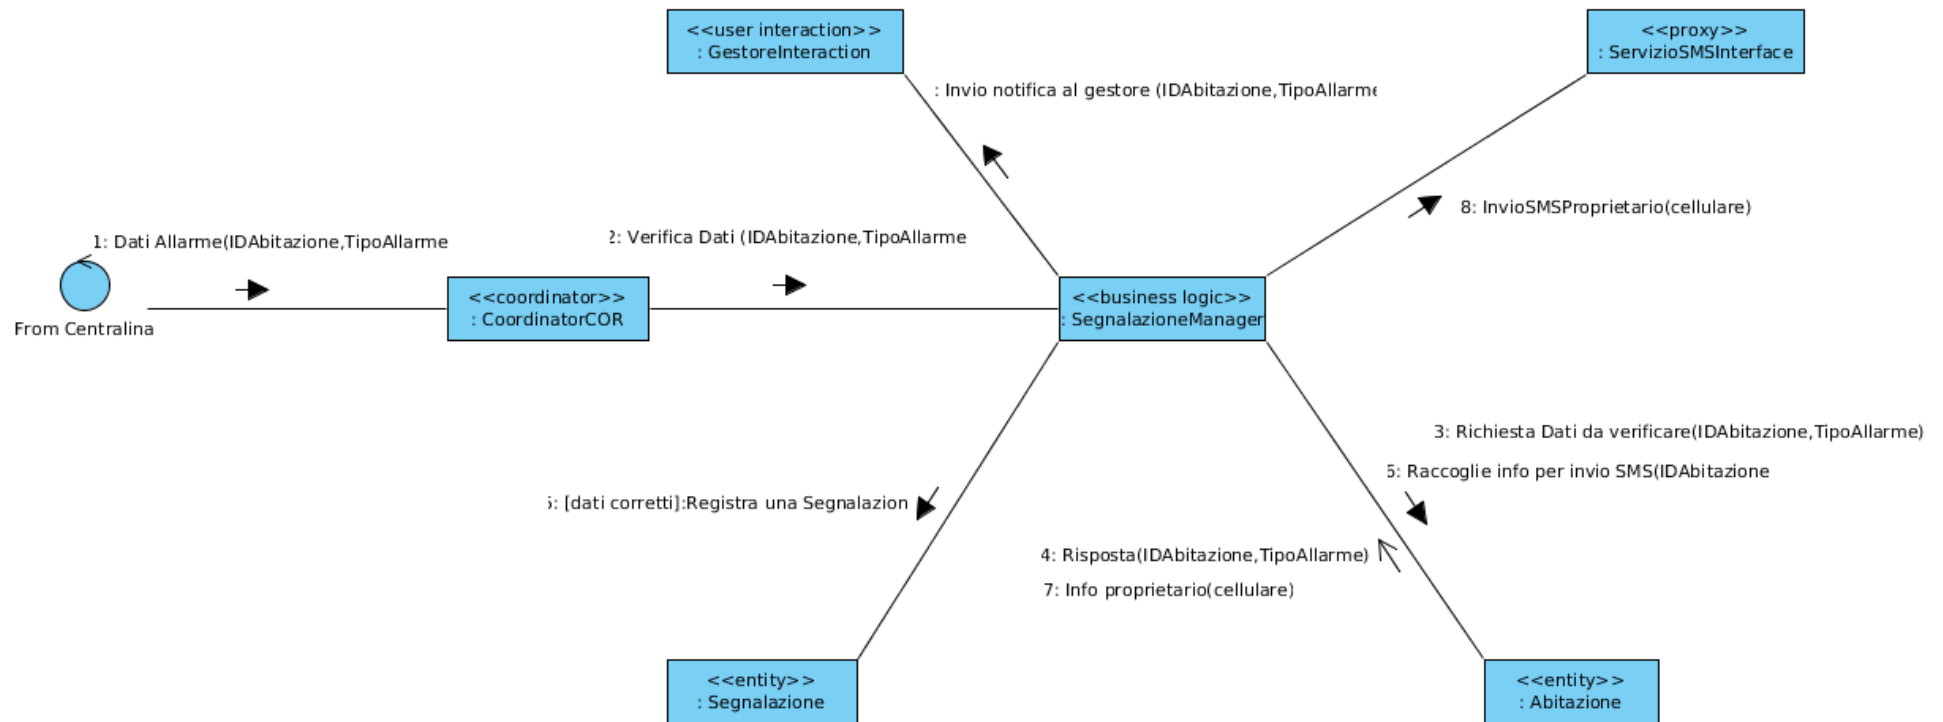 <<user interaction>>
: GestoreInteraction
<<proxy>>
: ServizioSMSInterface
: Invio notifica al gestore (IDAbitazione,TipoAllarme
8: InvioSMSProprietario(cellulare)
1: Dati Allarme(IDAbitazione,TipoAllarme
2: Verifica Dati (IDAbitazione,TipoAllarme
From Centralina
<<coordinator>>
: CoordinatorCOR
<<business logic>>
: SegnalazioneManager
3: Richiesta Dati da verificare(IDAbitazione,TipoAllarme)
: Raccoglie info per invio SMS(IDAbitazione
: [dati corretti]:Registra una Segnalazion
4: Risposta(IDAbitazione,TipoAllarme)
7: Info proprietario(cellulare)
<<entity>>
: Segnalazione
<<entity>>
: Abitazione